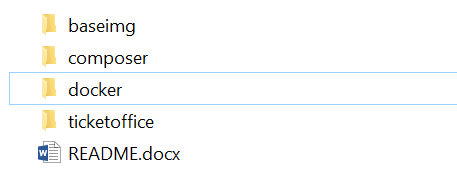 baseimg
composer
docker
ticketoffice
README.docx